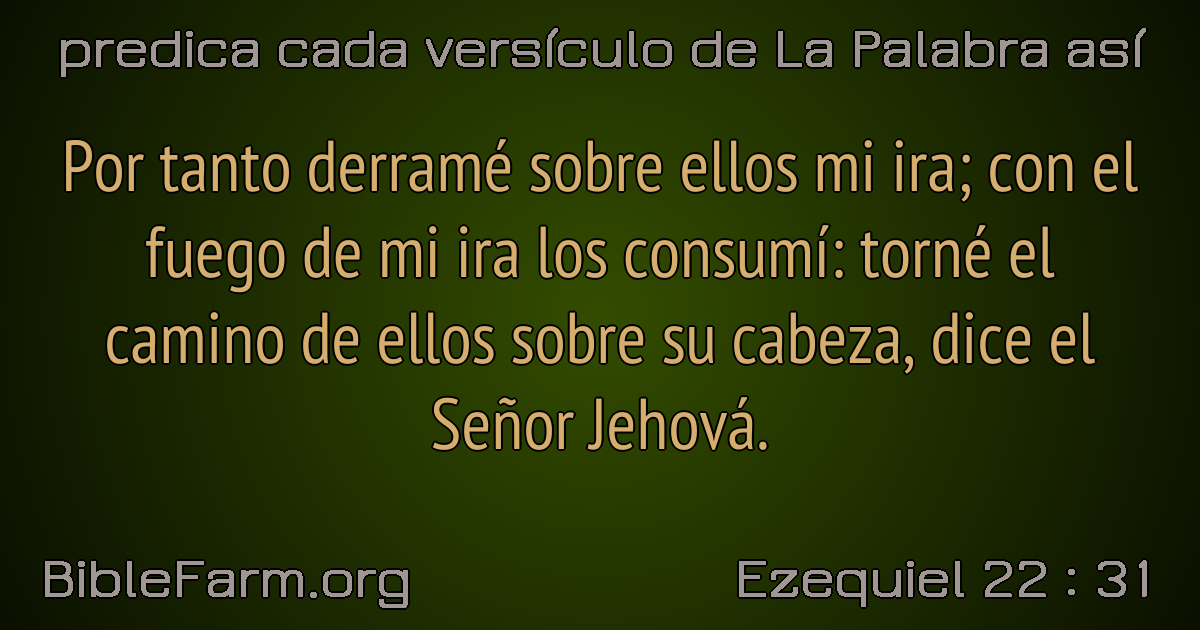 predica cada versículo de La Palabra así
Por tanto derramé sobre ellos mi ira; con el
fuego de mi ira los consumí: torné el
camino de ellos sobre su cabeza, dice el
Señor Jehová.
BibleFarm.org
Ezequiel 22 : 31